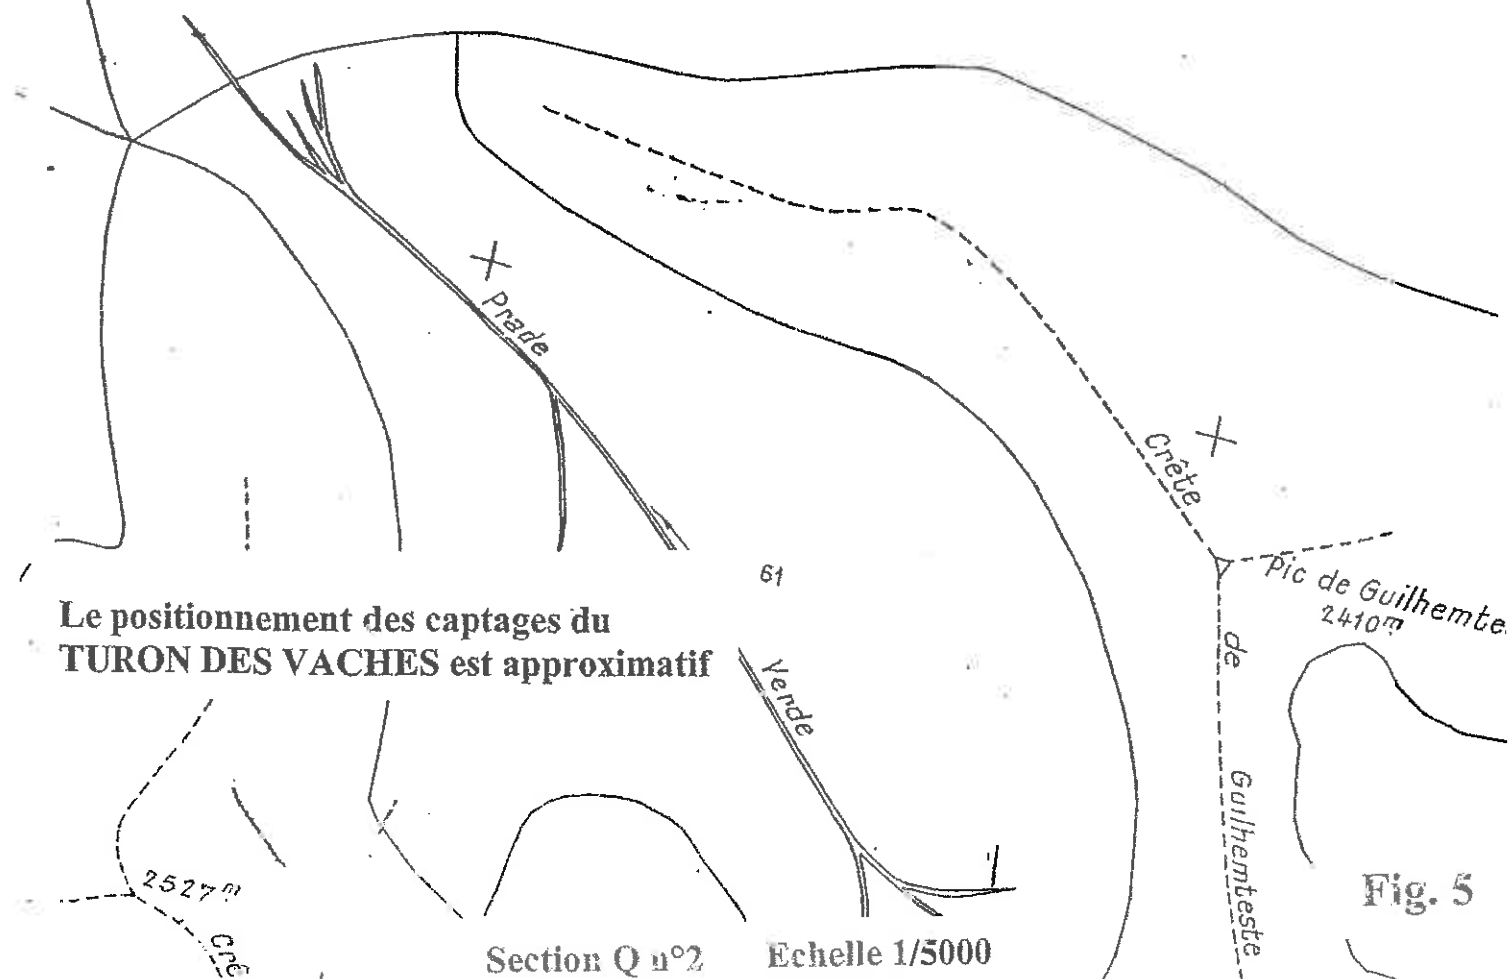 Prade
Crête
61
Pic de Guilhemte
2410m
Le positionnement des captages du
TURON DES VACHES est approximatif
de
Verde
Guilhemteste
2527m
Crê
Fig. 5
Section Q n°2
Echelle 1/5000